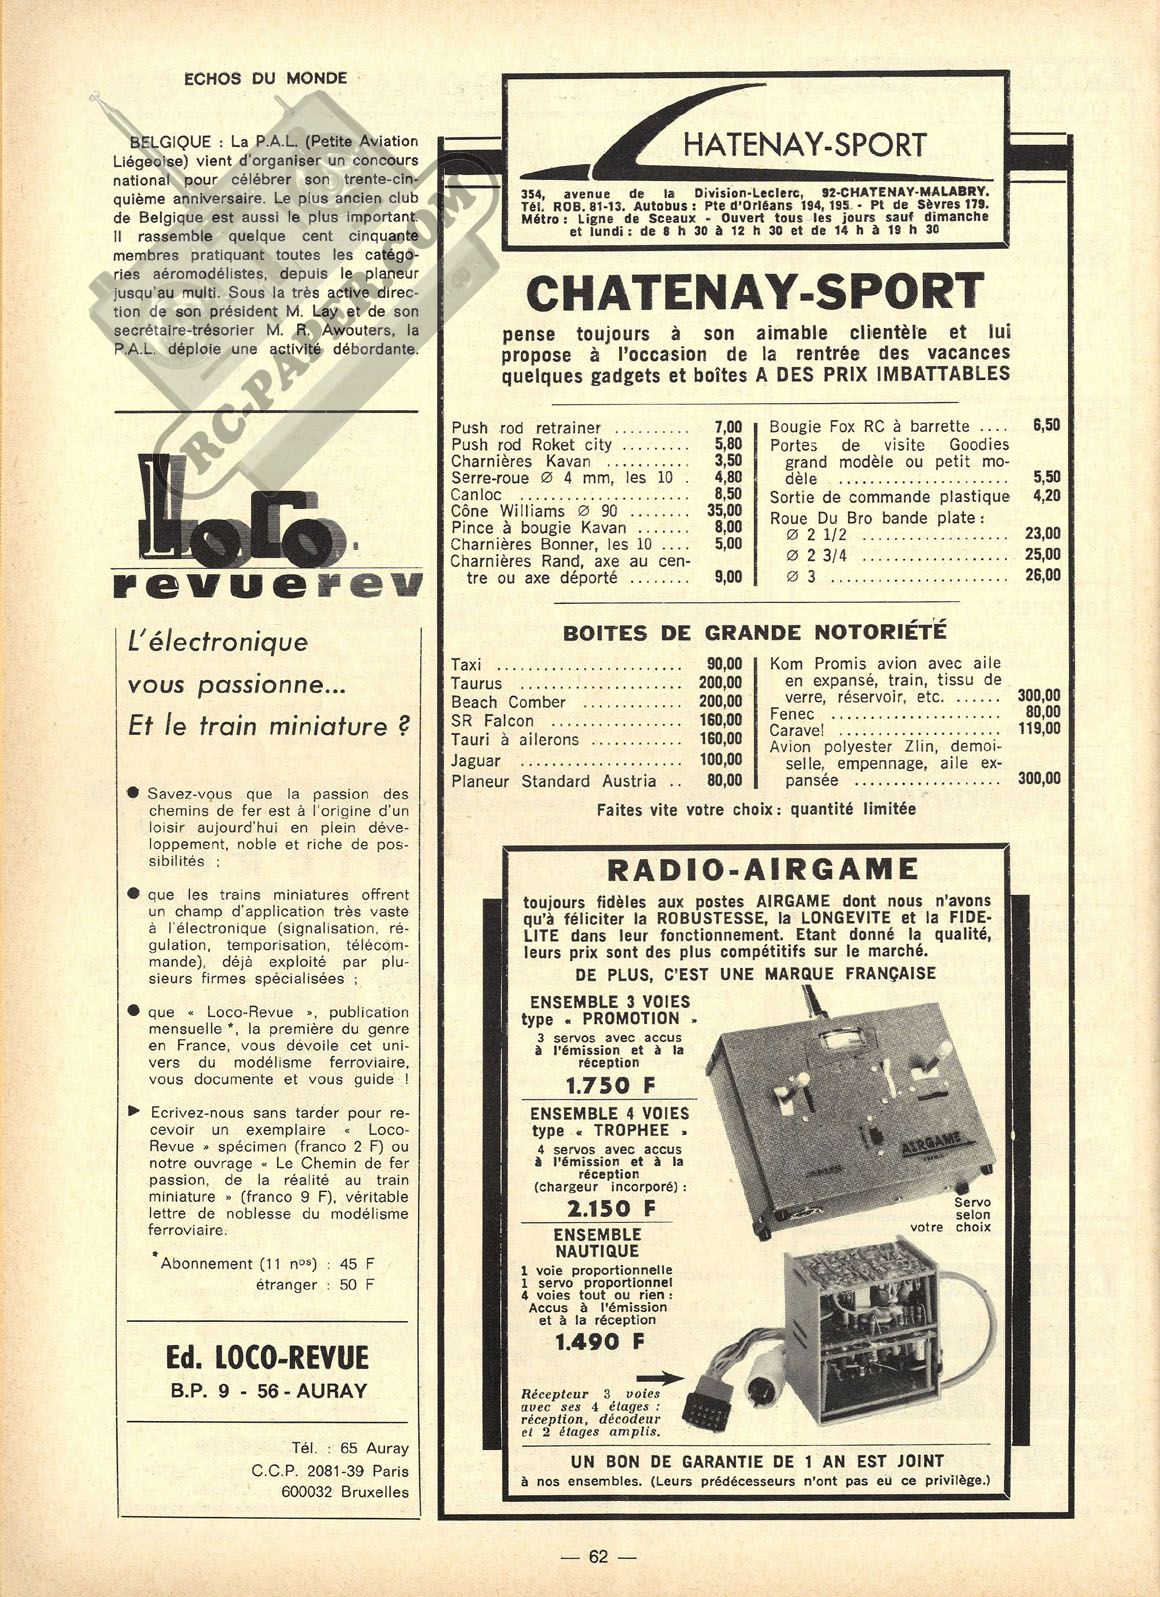 ECHOS DU MONDE
BELGIQUE : La P.A.L. (Petite Aviation
Liégeoise) vient d'organiser un concours
national pour célébrer son trente-cin-
quième anniversaire. Le plus ancien club
de Belgique est aussi le plus important.
Il rassemble quelque cent cinquante
membres pratiquant toutes les catégo-
ries aéromodélistes, depuis le planeur
jusqu'au multi. Sous la très active direc-
tion de son président M. Lay et de son
secrétaire-trésorier M. R. Awouters, la
P.A.L. déploie une activité débordante.
RC-PAPER.COM
Loco
revuerev
L'électronique
vous passionne...
Et le train miniature ?
● Savez-vous que la passion des
chemins de fer est à l'origine d'un
loisir aujourd'hui en plein déve-
loppement, noble et riche de pos-
sibilités ;
● que les trains miniatures offrent
un champ d'application très vaste
à l'électronique (signalisation, ré-
gulation, temporisation, télécom-
mande), déjà exploité par plu-
sieurs firmes spécialisées ;
● que « Loco-Revue », publication
mensuelle *, la première du genre
en France, vous dévoile cet uni-
vers du modélisme ferroviaire,
vous documente et vous guide !
► Ecrivez-nous sans tarder pour re-
cevoir un exemplaire « Loco-
Revue » spécimen (franco 2 F) ou
notre ouvrage « Le Chemin de fer
passion, de la réalité au train
miniature » (franco 9 F), véritable
lettre de noblesse du modélisme
ferroviaire.
*Abonnement (11 nos) : 45 F
étranger : 50 F
Ed. LOCO-REVUE
B.P. 9 - 56 - AURAY
Tél. : 65 Auray
C.C.P. 2081-39 Paris
600032 Bruxelles
CHATENAY-SPORT
354, avenue de la Division-Leclerc, 92-CHATENAY-MALABRY.
Tél. ROB. 81-13. Autobus : Pte d'Orléans 194, 195. - Pt de Sèvres 179.
Métro : Ligne de Sceaux - Ouvert tous les jours sauf dimanche
et lundi : de 8 h 30 à 12 h 30 et de 14 h à 19 h 30
CHATENAY-SPORT
pense toujours à son aimable clientèle et lui
propose à l'occasion de la rentrée des vacances
quelques gadgets et boîtes A DES PRIX IMBATTABLES
Push rod retrainer .......... 7,00
Push rod Roket city ......... 5,80
Charnières Kavan ........... 3,50
Serre-roue ∅ 4 mm, les 10 . 4,80
Canloc ...................... 8,50
Cône Williams ∅ 90 ........ 35,00
Pince à bougie Kavan ....... 8,00
Charnières Bonner, les 10 .... 5,00
Charnières Rand, axe au cen-
tre ou axe déporté ........ 9,00
Bougie Fox RC à barrette .... 6,50
Portes de visite Goodies
grand modèle ou petit mo-
dèle ...................... 5,50
Sortie de commande plastique 4,20
Roue Du Bro bande plate :
∅ 2 1/2 ................... 23,00
∅ 2 3/4 ................... 25,00
∅ 3 ....................... 26,00
BOITES DE GRANDE NOTORIÉTÉ
Taxi ........................ 90,00
Taurus ..................... 200,00
Beach Comber ............. 200,00
SR Falcon ................. 160,00
Tauri à ailerons ............ 160,00
Jaguar ..................... 100,00
Planeur Standard Austria .. 80,00
Kom Promis avion avec aile
en expansé, train, tissu de
verre, réservoir, etc. ...... 300,00
Fenec ...................... 80,00
Caravel .................... 119,00
Avion polyester Zlin, demoi-
selle, empennage, aile ex-
pansée ................... 300,00
Faites vite votre choix : quantité limitée
RADIO-AIRGAME
toujours fidèles aux postes AIRGAME dont nous n'avons
qu'à féliciter la ROBUSTESSE, la LONGEVITE et la FIDE-
LITE dans leur fonctionnement. Etant donné la qualité,
leurs prix sont des plus compétitifs sur le marché.
DE PLUS, C'EST UNE MARQUE FRANÇAISE
ENSEMBLE 3 VOIES
type « PROMOTION »
3 servos avec accus
à l'émission et à la
réception
1.750 F
ENSEMBLE 4 VOIES
type « TROPHEE »
4 servos avec accus
à l'émission et à la
réception
(chargeur incorporé) :
2.150 F
ENSEMBLE
NAUTIQUE
1 voie proportionnelle
1 servo proportionnel
4 voies tout ou rien :
Accus à l'émission
et à la réception
1.490 F
AIRGAME
Servo
selon
votre choix
Récepteur 3 voies
avec ses 4 étages :
réception, décodeur
et 2 étages amplis.
UN BON DE GARANTIE DE 1 AN EST JOINT
à nos ensembles. (Leurs prédécesseurs n'ont pas eu ce privilège.)
— 62 —